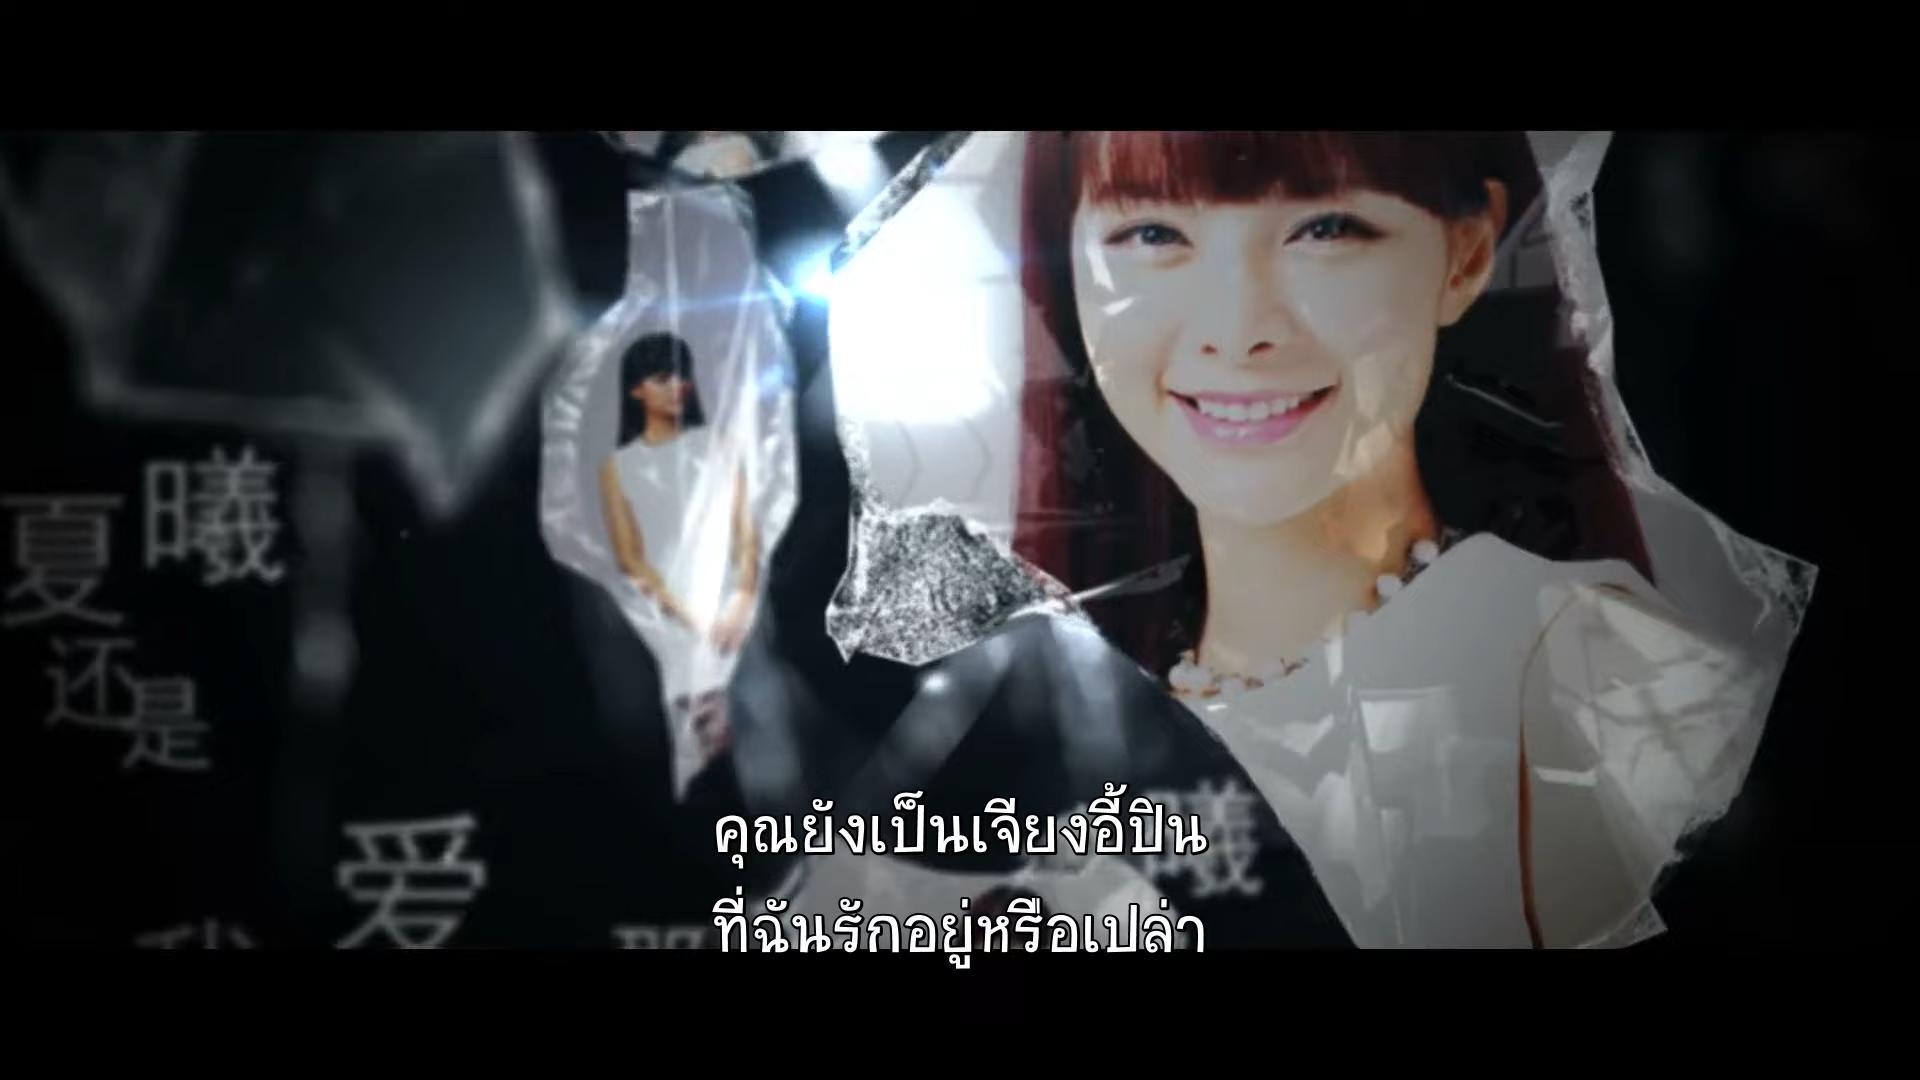 夏曦
还是
爱
曦
คุณยังเป็นเจียงอี้ปิน
ที่ฉันรักอยู่หรือเปล่า